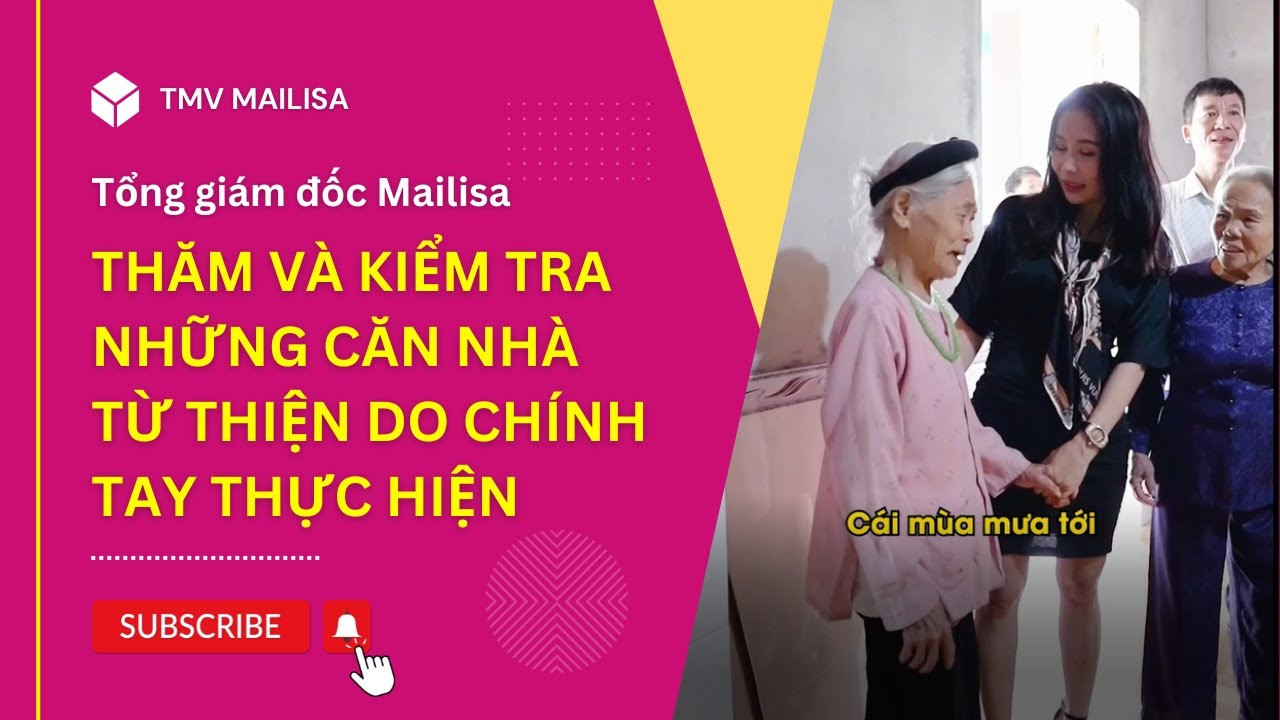 TMV MAILISA
Tổng giám đốc Mailisa
THĂM VÀ KIỂM TRA
NHỮNG CĂN NHÀ
TỪ THIỆN DO CHÍNH
TAY THỰC HIỆN
SUBSCRIBE
Cái mùa mưa tới